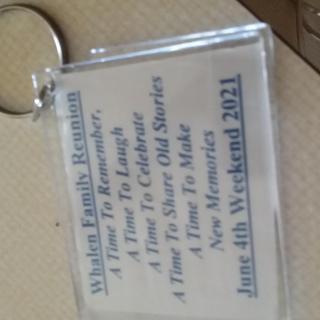 Whalen Family Reunion
A Time To Remember,
A Time To Laugh
A Time To Celebrate
A Time To Share Old Stories
A Time To Make
New Memories
June 4th Weekend 2021